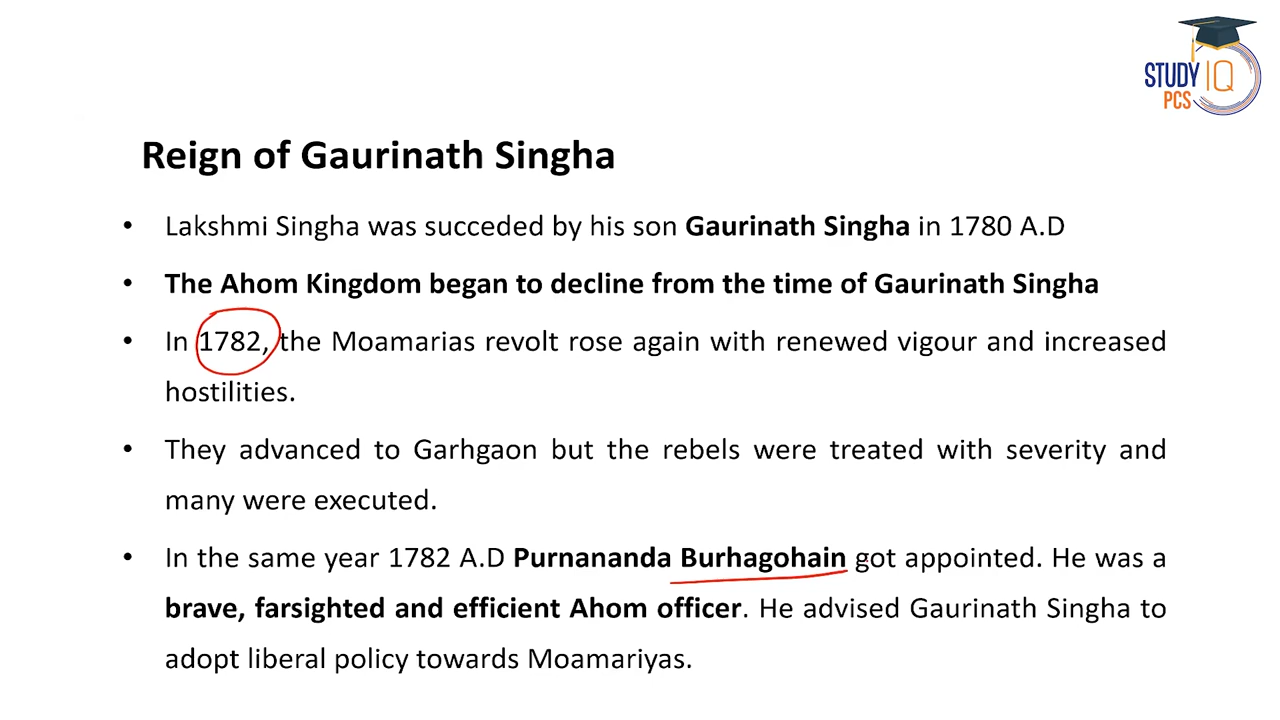 STUDY IQ
PCS
Reign of Gaurinath Singha
• Lakshmi Singha was succeded by his son Gaurinath Singha in 1780 A.D
• The Ahom Kingdom began to decline from the time of Gaurinath Singha
• In 1782, the Moamarias revolt rose again with renewed vigour and increased
hostilities.
• They advanced to Garhgaon but the rebels were treated with severity and
many were executed.
• In the same year 1782 A.D Purnananda Burhagohain got appointed. He was a
brave, farsighted and efficient Ahom officer. He advised Gaurinath Singha to
adopt liberal policy towards Moamariyas.